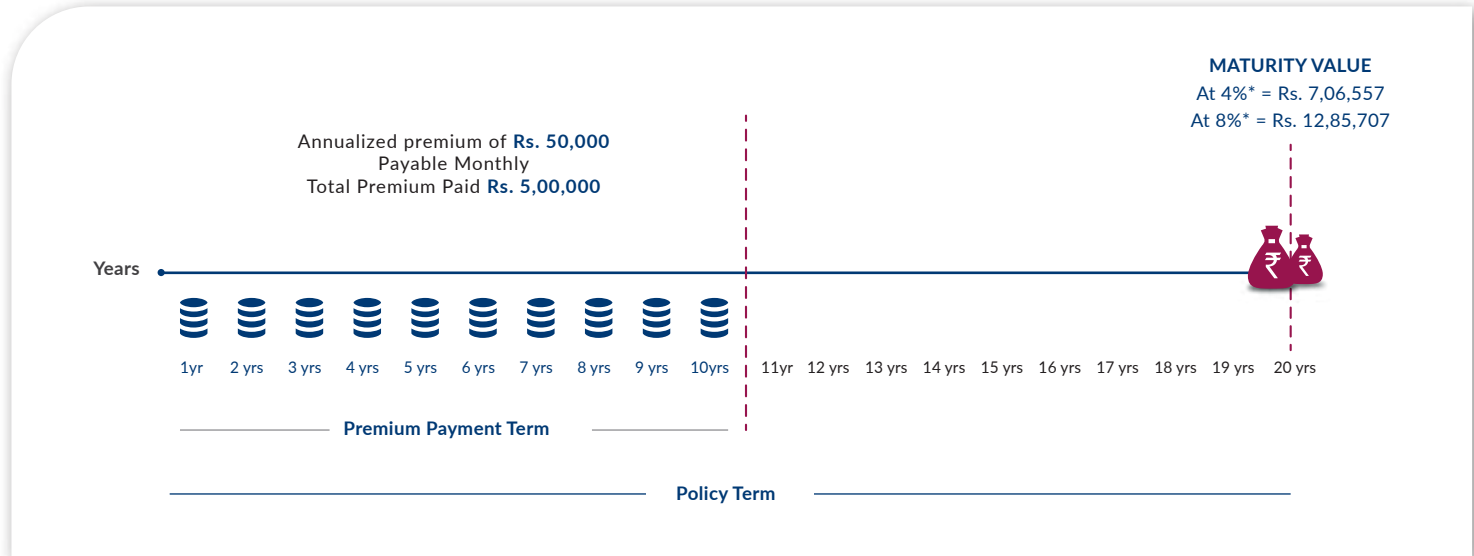 MATURITY VALUE
At 4%* = Rs. 7,06,557
At 8%* = Rs. 12,85,707
Annualized premium of Rs. 50,000
Payable Monthly
Total Premium Paid Rs. 5,00,000
Years
₹ ₹
1yr 2 yrs 3 yrs 4 yrs 5 yrs 6 yrs 7 yrs 8 yrs 9 yrs 10yrs 11yr 12 yrs 13 yrs 14 yrs 15 yrs 16 yrs 17 yrs 18 yrs 19 yrs 20 yrs
Premium Payment Term
Policy Term